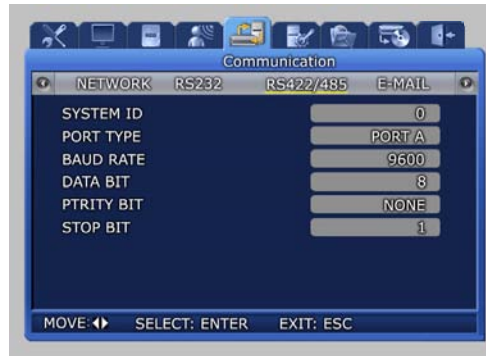 Communication
NETWORK RS232 RS422/485 E-MAIL
SYSTEM ID 0
PORT TYPE PORT A
BAUD RATE 9600
DATA BIT 8
PTRITY BIT NONE
STOP BIT 1
MOVE: SELECT: ENTER EXIT: ESC